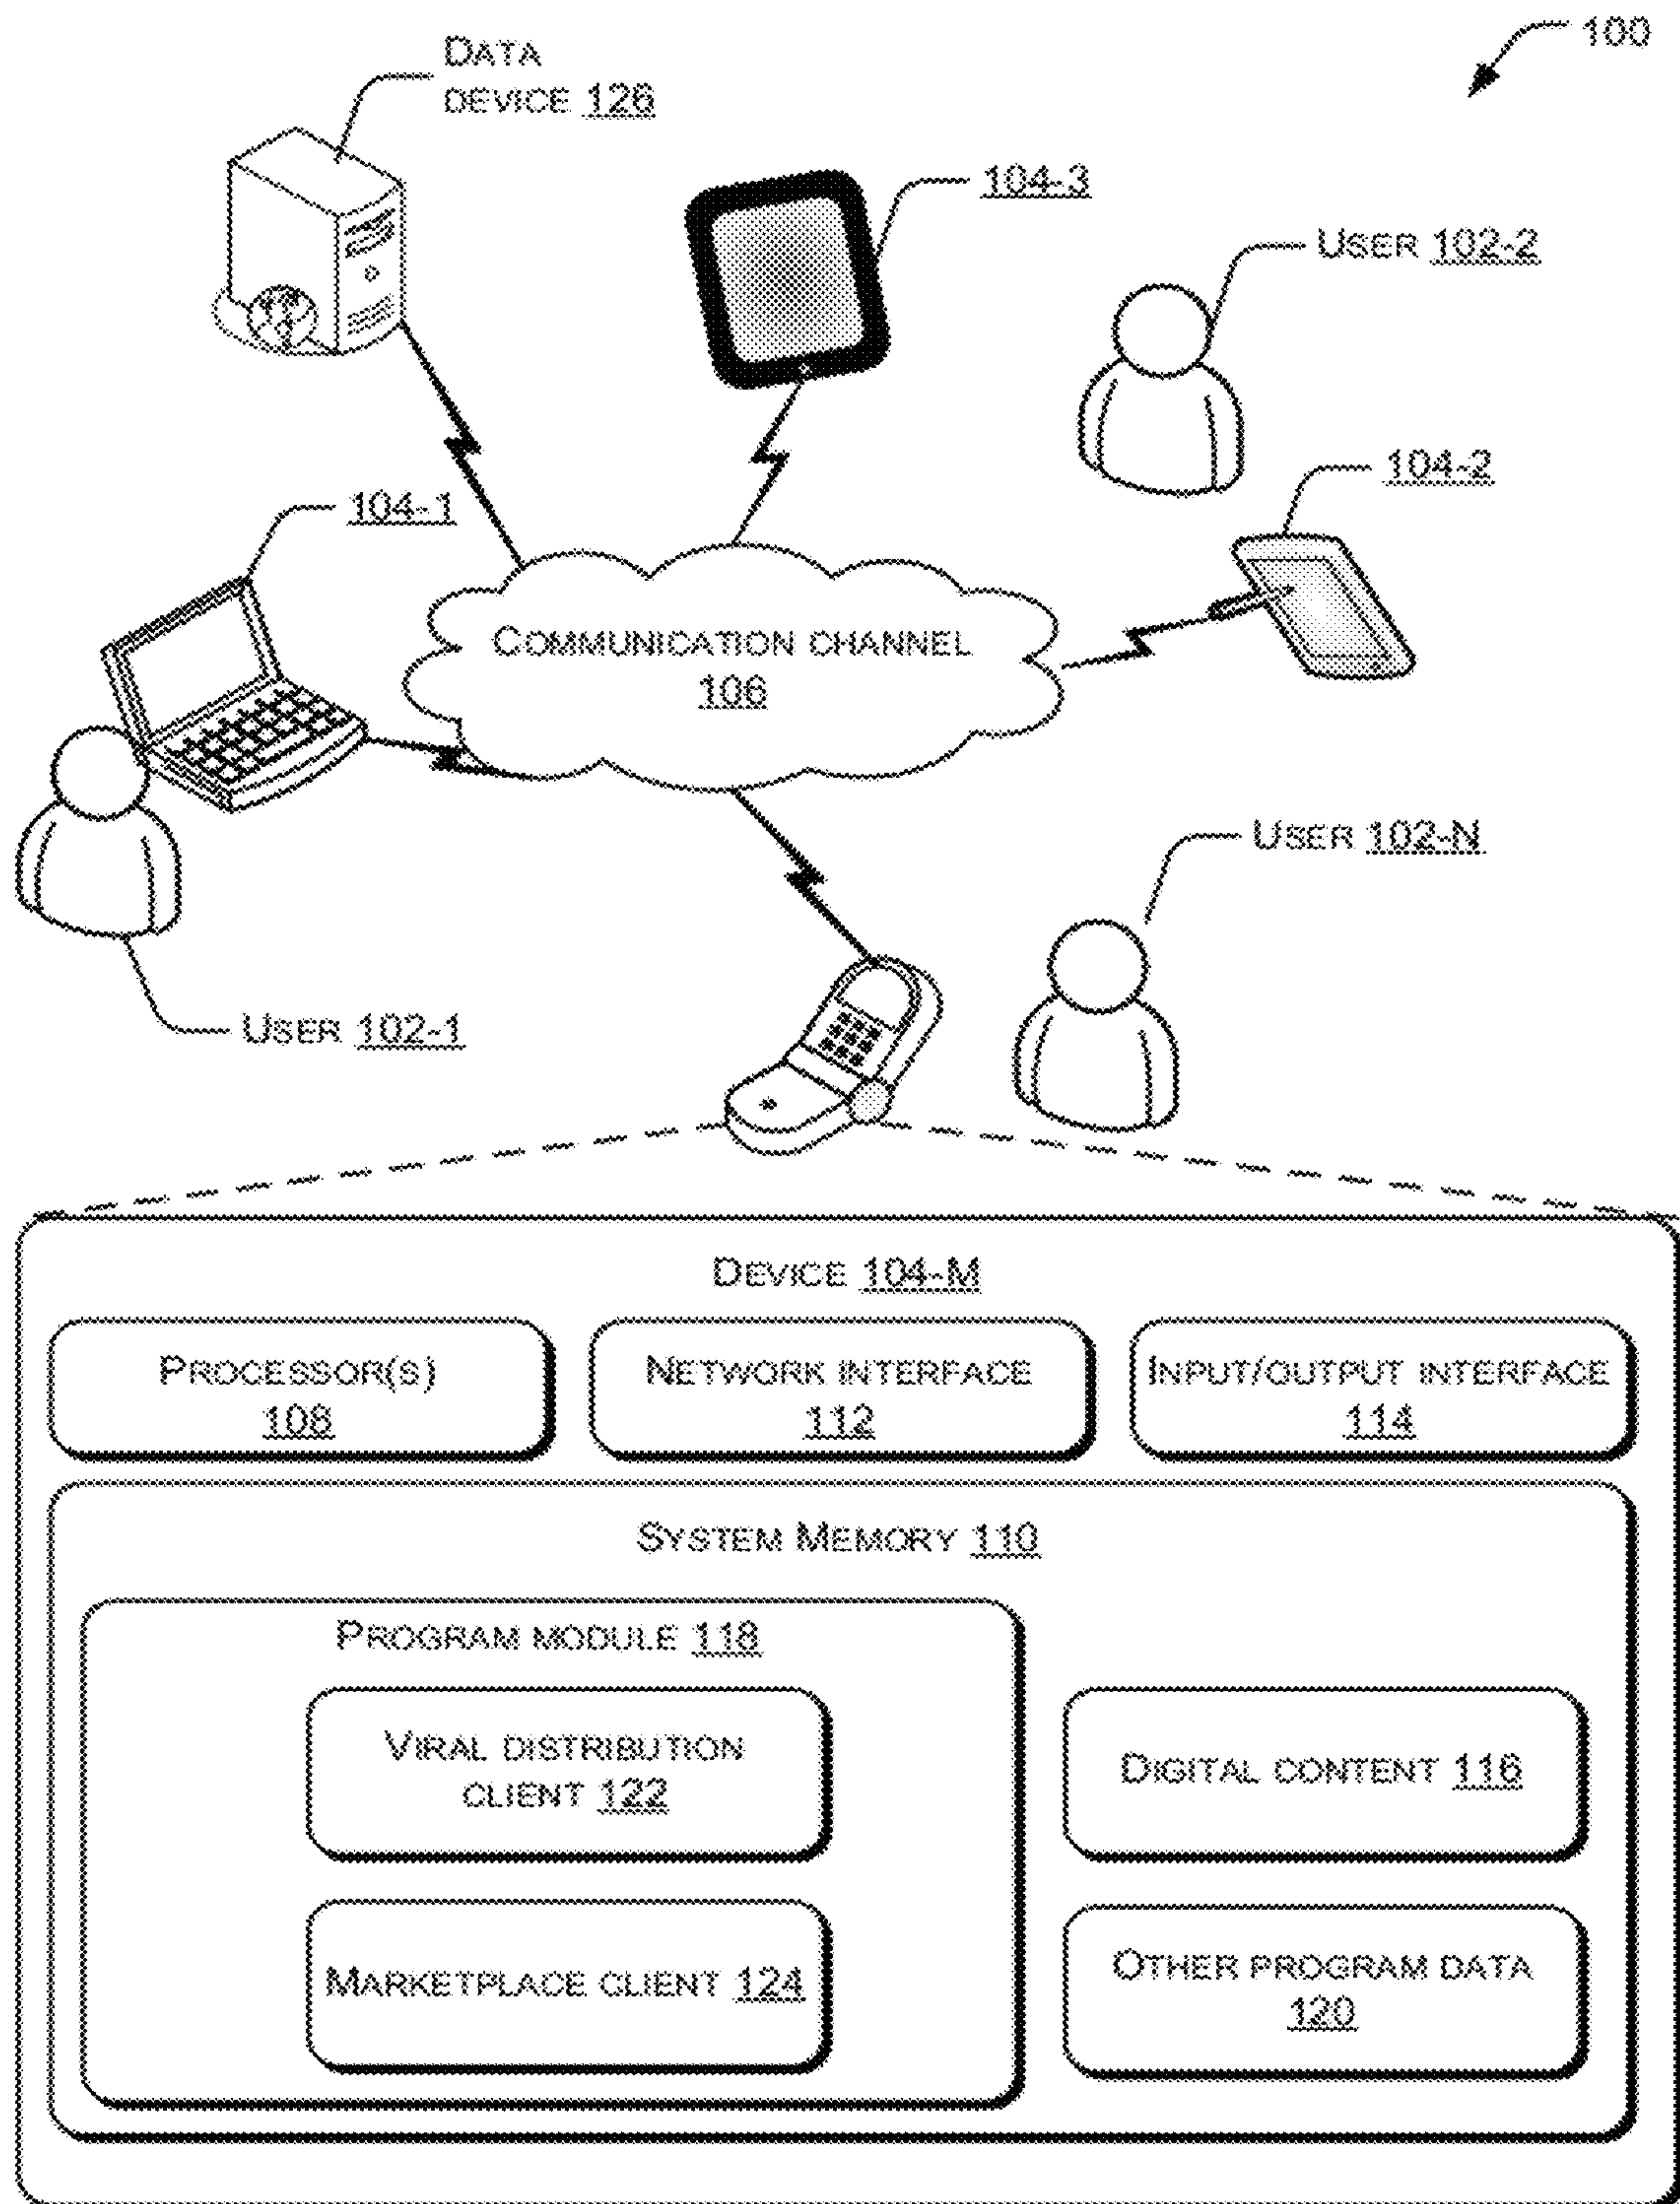 100
DATA
DEVICE 126
104-3
USER 102-2
104-2
104-1
COMMUNICATION CHANNEL
106
USER 102-N
USER 102-1
DEVICE 104-M
PROCESSOR(S)
108
NETWORK INTERFACE
112
INPUT/OUTPUT INTERFACE
114
SYSTEM MEMORY 110
PROGRAM MODULE 118
VIRAL DISTRIBUTION
CLIENT 122
DIGITAL CONTENT 116
MARKETPLACE CLIENT 124
OTHER PROGRAM DATA
120